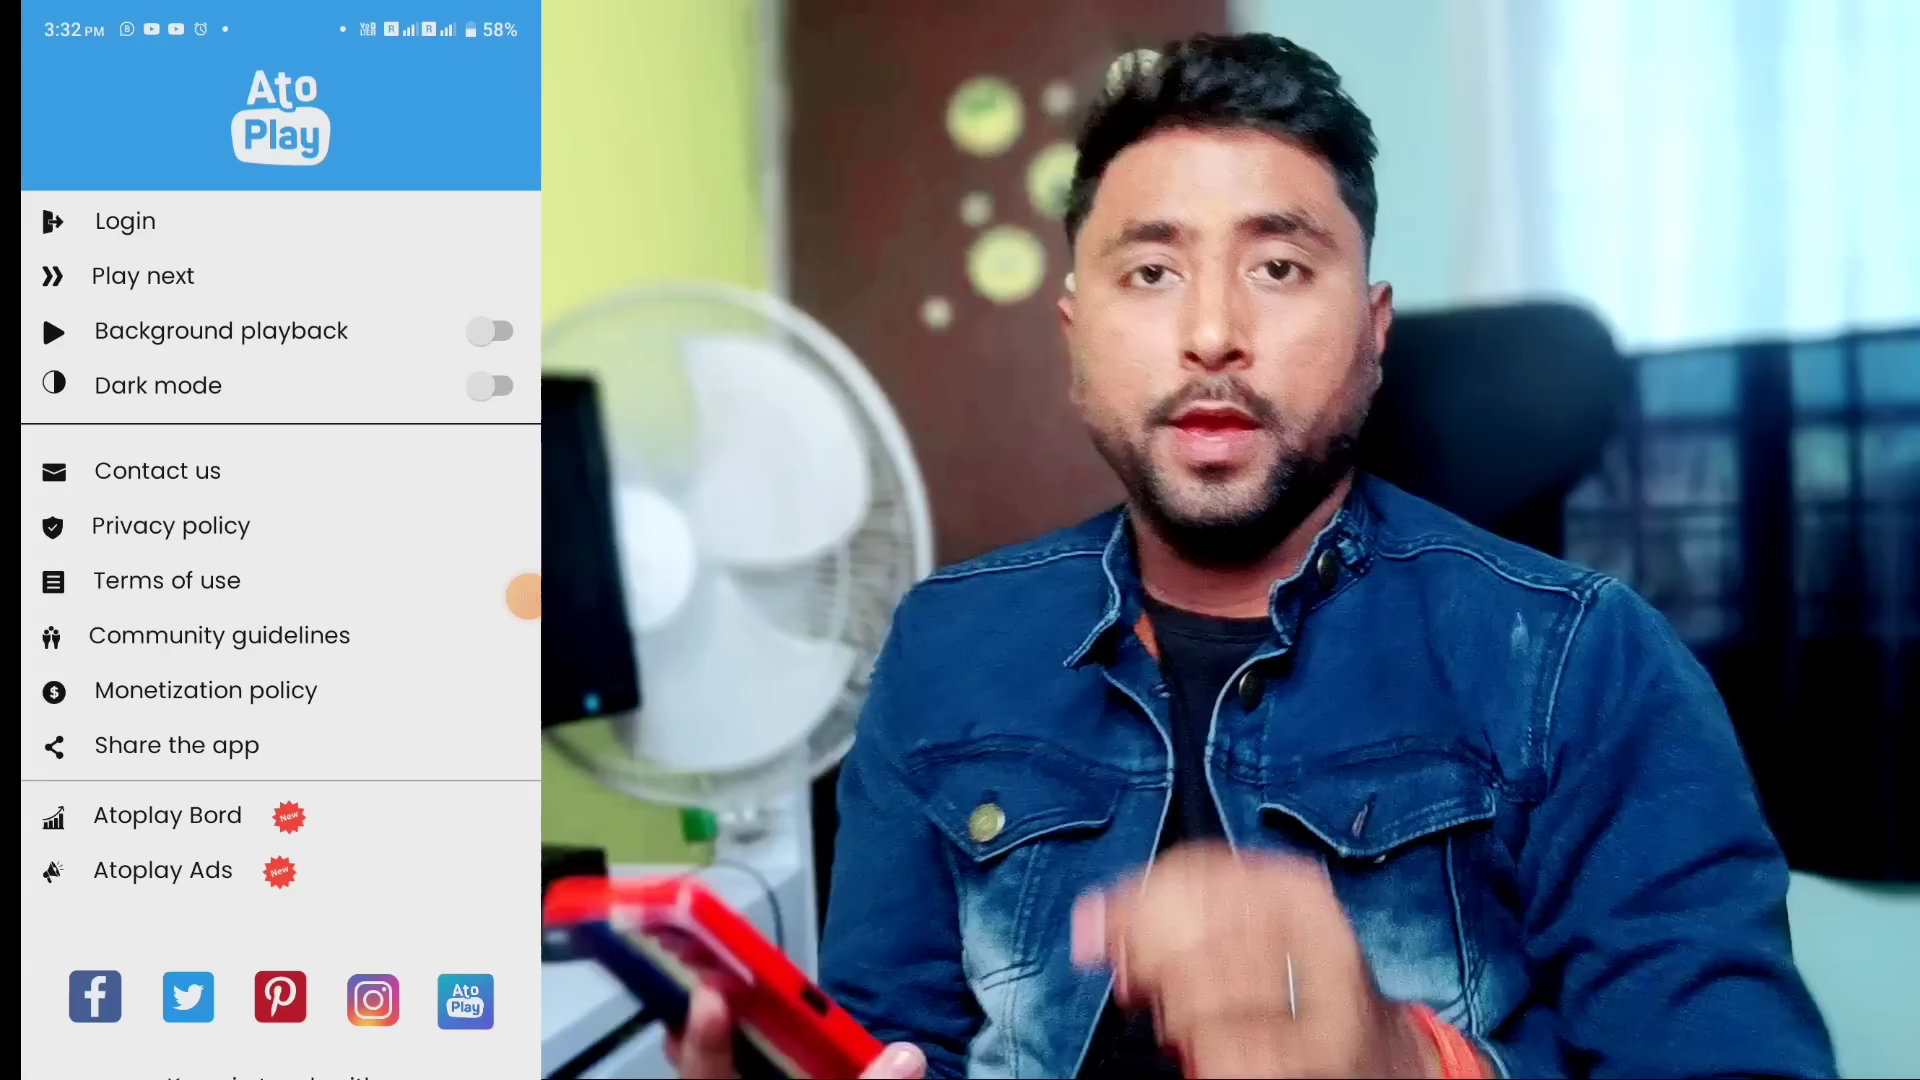 3:32 PM
58%
Ato
Play
Login
Play next
Background playback
Dark mode
Contact us
Privacy policy
Terms of use
Community guidelines
Monetization policy
Share the app
Atoplay Bord New
Atoplay Ads New
Ato
Play